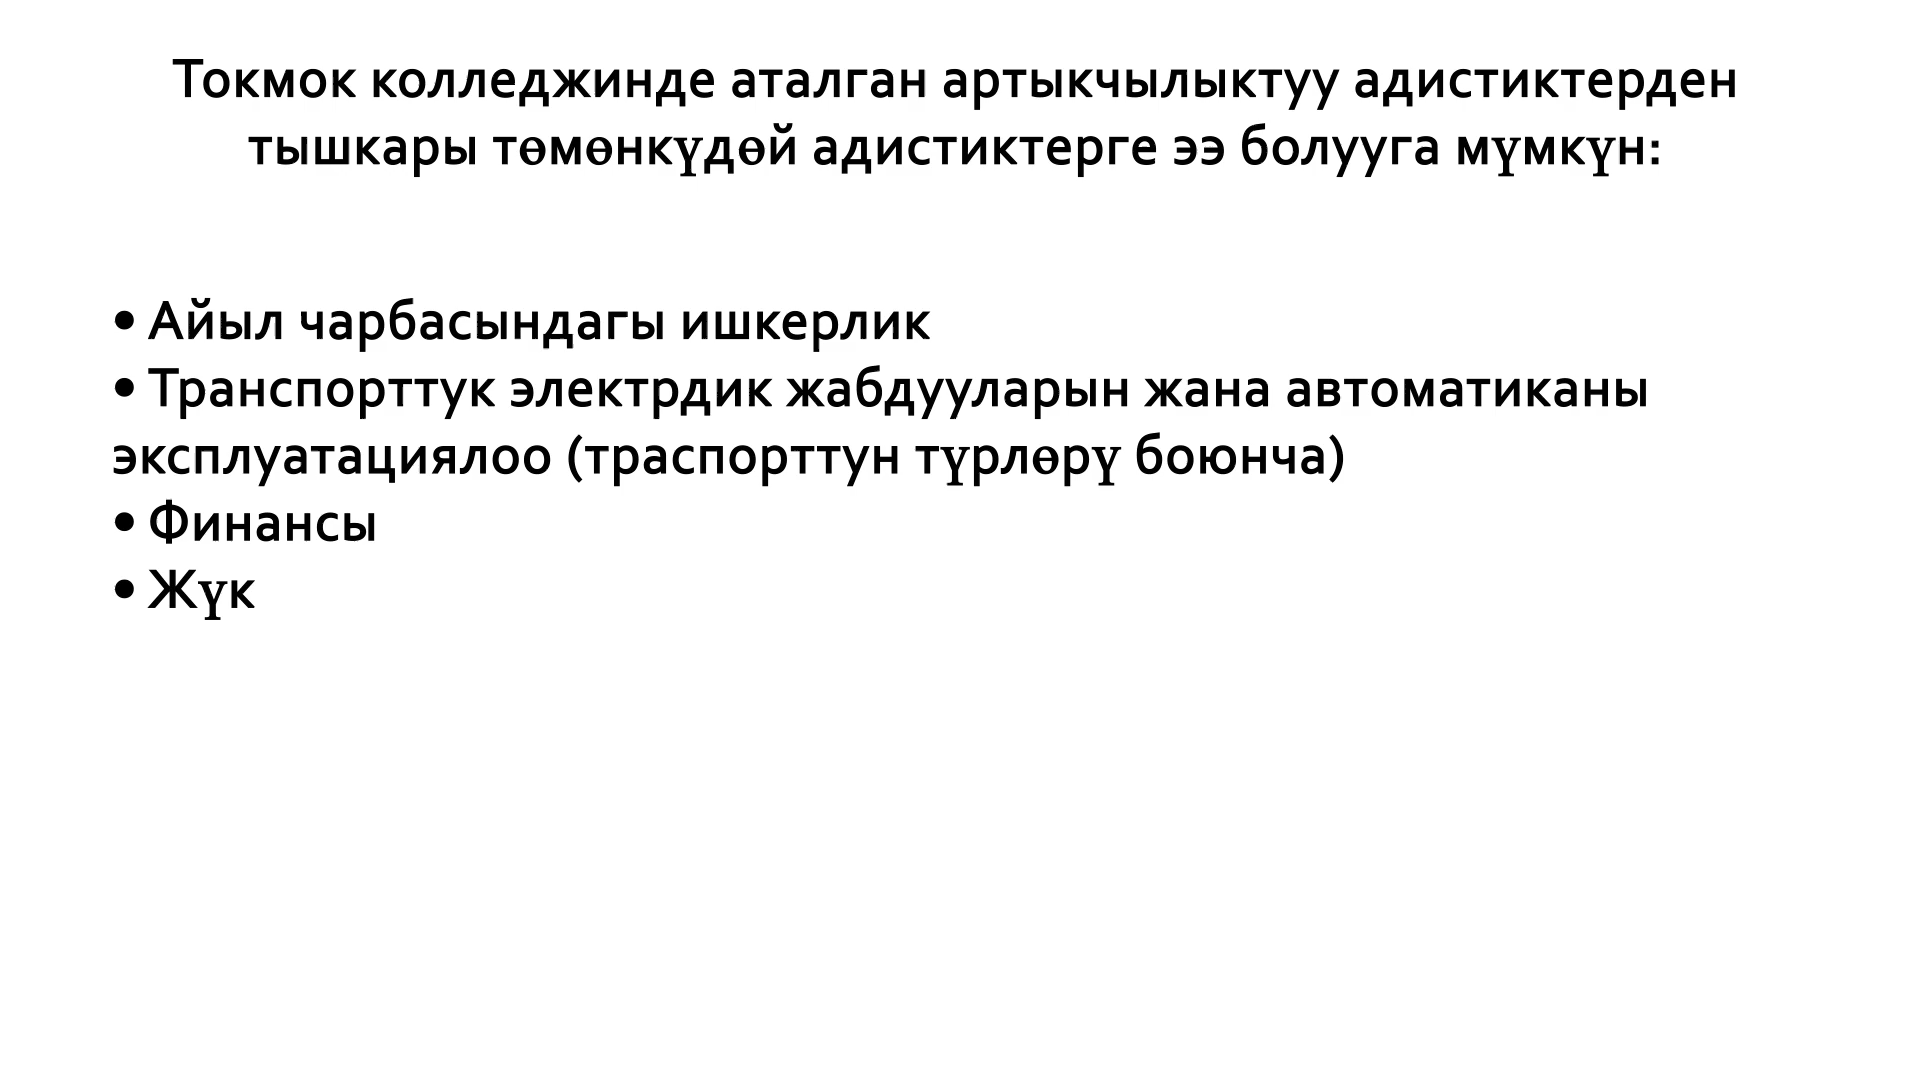 Токмок колледжинде аталган артыкчылыктуу адистиктерден
тышкары төмөнкүдөй адистиктерге ээ болууга мүмкүн:
• Айыл чарбасындагы ишкерлик
• Транспорттук электрдик жабдууларын жана автоматиканы
эксплуатациялоо (траспорттун түрлөрү боюнча)
• Финансы
• Жүк